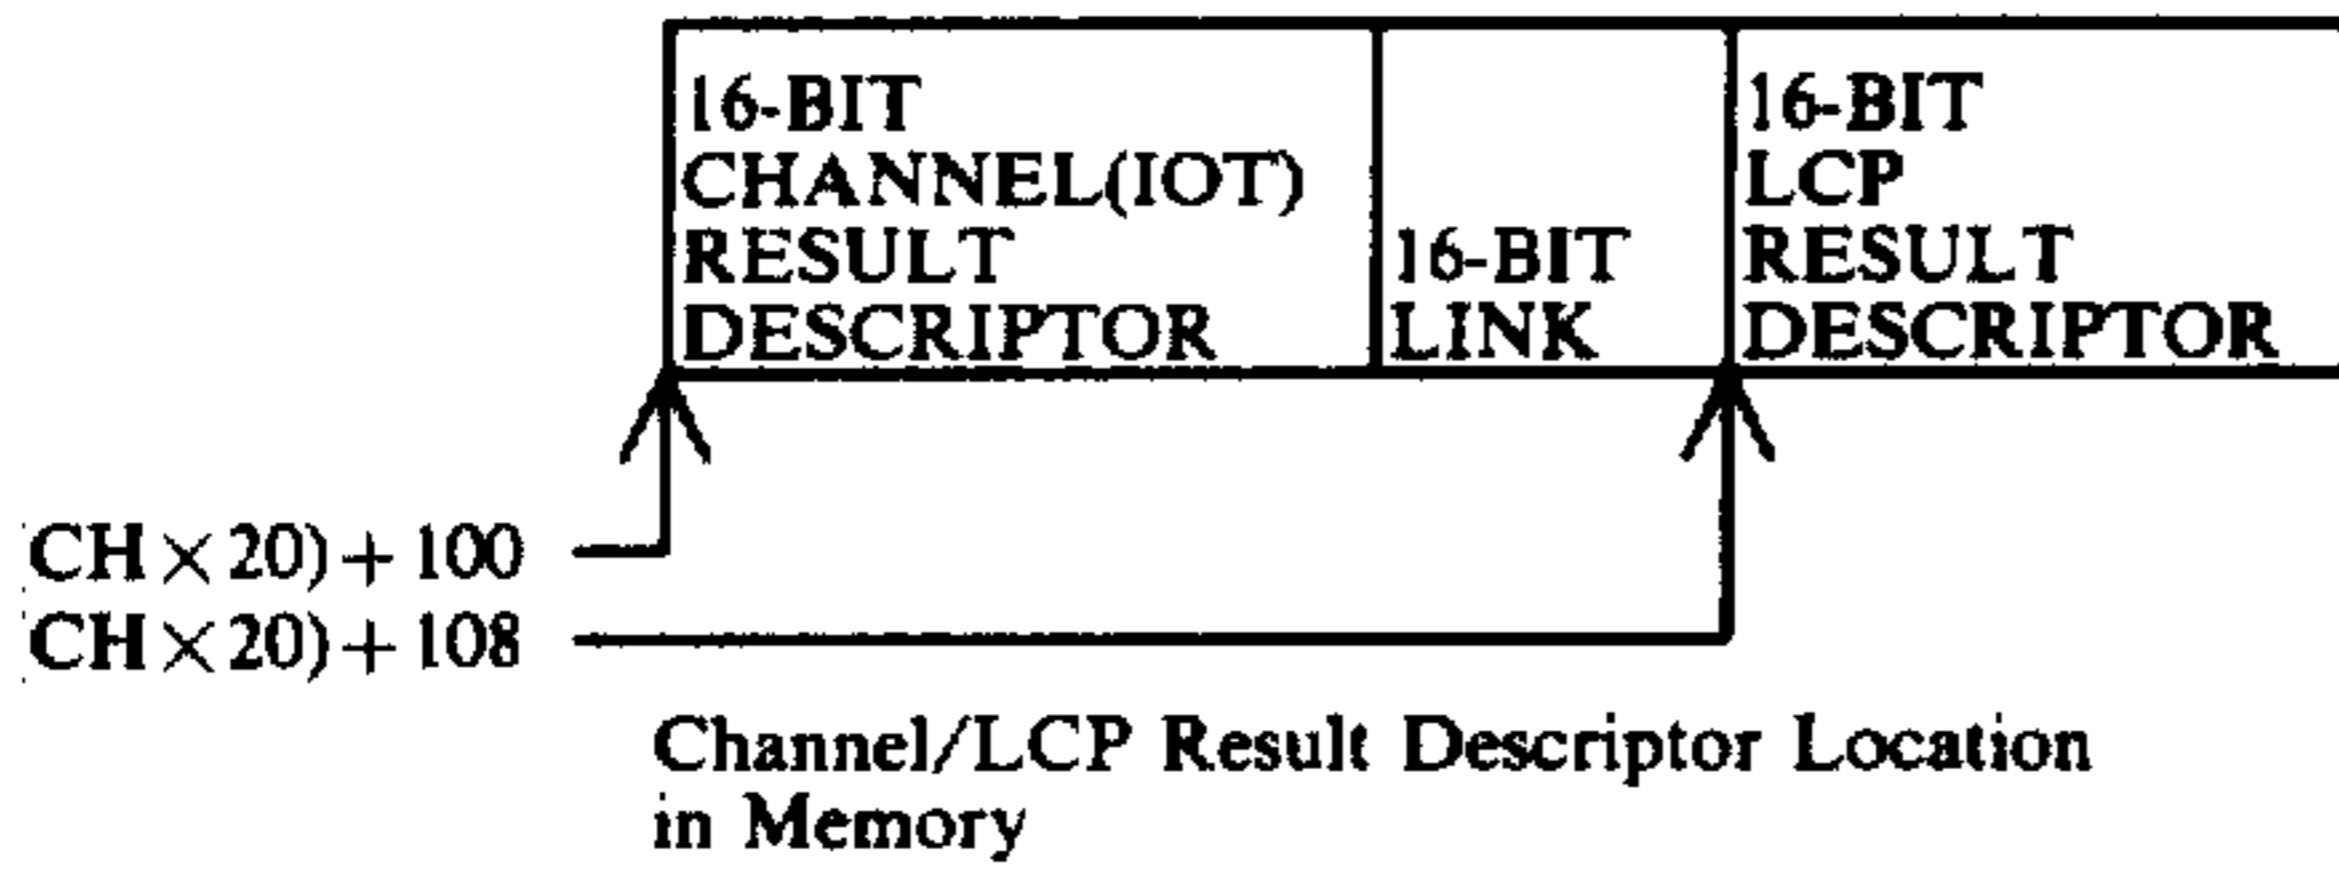 16-BIT
CHANNEL(IOT)
RESULT
DESCRIPTOR
16-BIT
LINK
16-BIT
LCP
RESULT
DESCRIPTOR
CH×20)+100
CH×20)+108
Channel/LCP Result Descriptor Location
in Memory